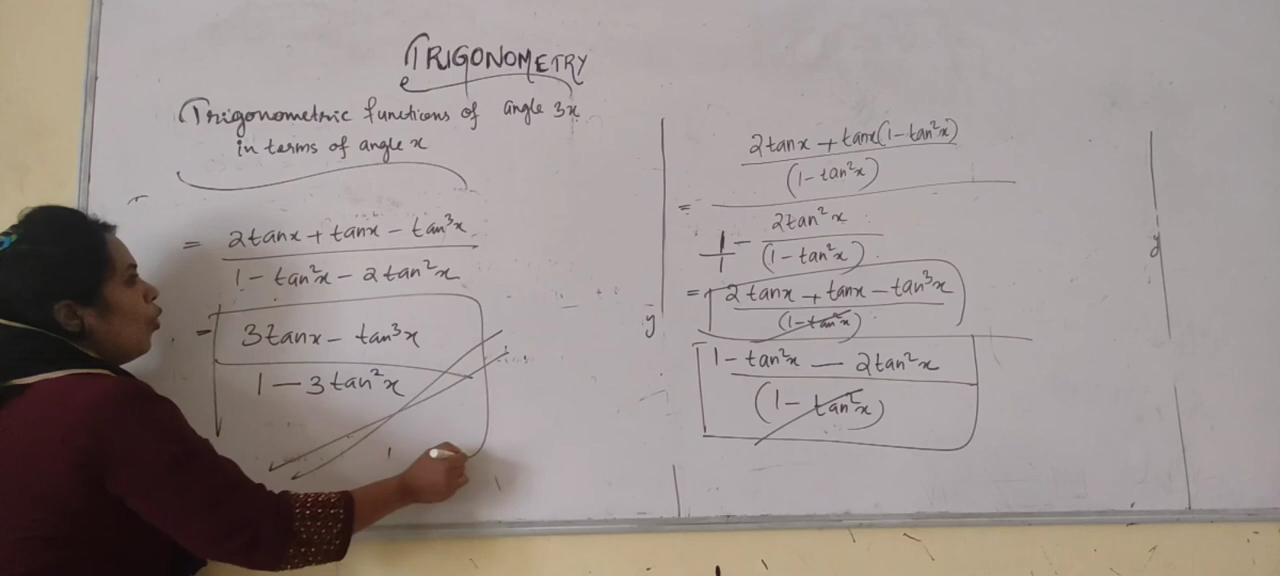 TRIGONOMETRY
Trigonometric functions of angle 3x
in terms of angle x
= 2tanx + tanx − tan³x
1 − tan²x − 2tan²x
= 3tanx − tan³x
1 − 3tan²x
2tanx + tanx(1−tan²x)
(1−tan²x)
=
1/1 − 2tan²x
(1−tan²x)
= 2tanx + tanx − tan³x
(1−tan²x)
1 − tan²x − 2tan²x
(1 − tan²x)
y
y